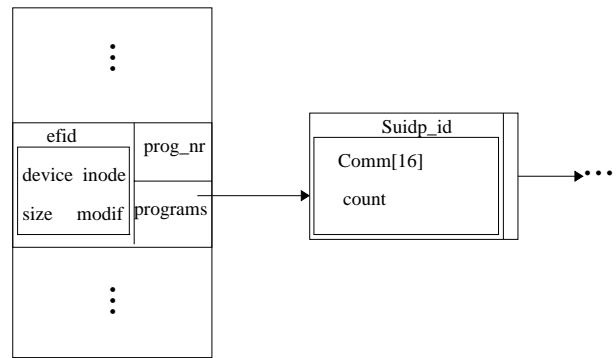 efid
prog_nr
device inode
size modif
programs
Suidp_id
Comm[16]
count